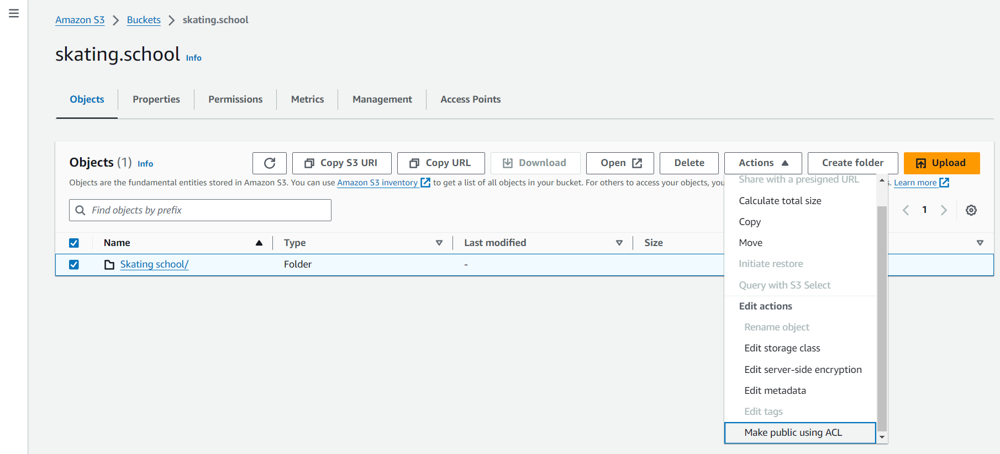 Amazon S3 > Buckets > skating.school
skating.school Info
Objects Properties Permissions Metrics Management Access Points
Objects (1) Info Copy S3 URI Copy URL Download Open Delete Actions Create folder Upload
Objects are the fundamental entities stored in Amazon S3. You can use Amazon S3 inventory to get a list of all objects in your bucket. For others to access your objects, you s. Learn more
Find objects by prefix
1
Name Type Last modified Size
Skating school/ Folder -
Share with a presigned URL
Calculate total size
Copy
Move
Initiate restore
Query with S3 Select
Edit actions
Rename object
Edit storage class
Edit server-side encryption
Edit metadata
Edit tags
Make public using ACL